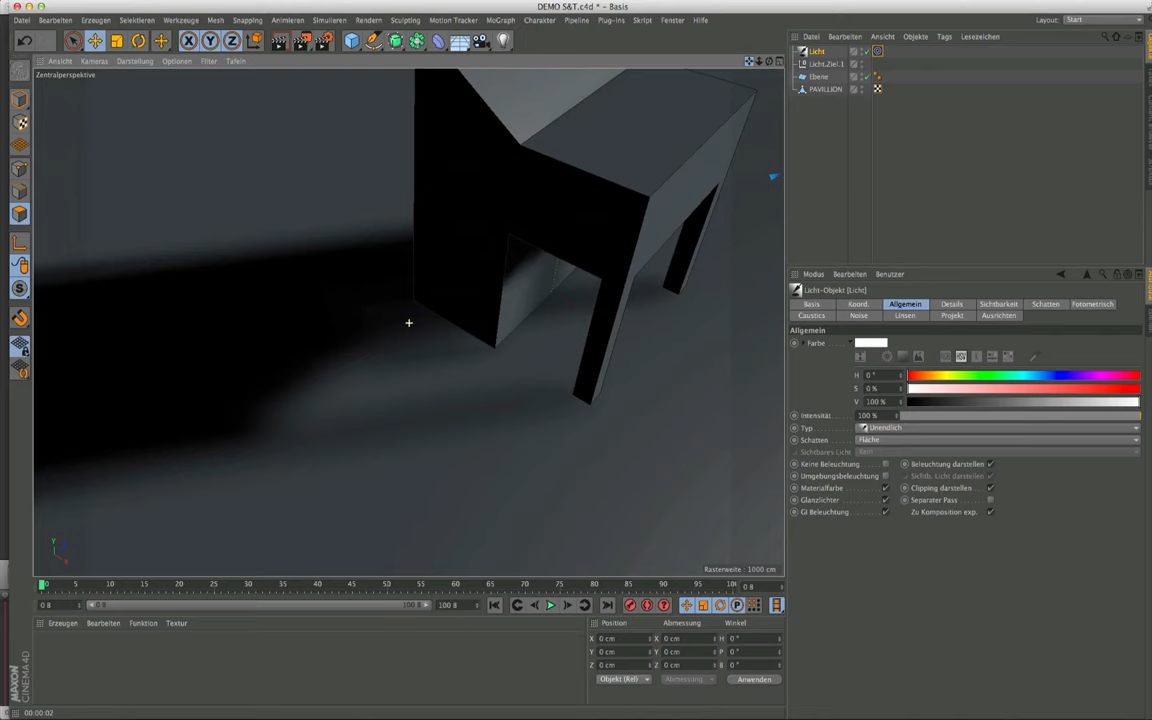 DEMO S&T.c4d * - Basis
Datei Bearbeiten Erzeugen Selektieren Werkzeuge Mesh Snapping Animieren Simulieren Rendern Sculpting Motion Tracker MoGraph Charakter Pipeline Plug-ins Skript Fenster Hilfe
Layout: Start
Datei Bearbeiten Ansicht Objekte Tags Lesezeichen
Licht
Licht.Ziel.1
Ebene
PAVILLION
Ansicht Kameras Darstellung Optionen Filter Tafeln
Zentralperspektive
Modus Bearbeiten Benutzer
Licht-Objekt [Licht]
Basis Koord. Allgemein Details Sichtbarkeit Schatten Fotometrisch
Caustics Noise Linsen Projekt Ausrichten
Allgemein
Farbe
H 0 °
S 0 %
V 100 %
Intensität 100 %
Typ Unendlich
Schatten Fläche
Sichtbares Licht Kein
Keine Beleuchtung Beleuchtung darstellen
Umgebungsbeleuchtung Sichtb. Licht darstellen
Materialfarbe Clipping darstellen
Glanzlichter Separater Pass
GI Beleuchtung Zu Komposition exp.
Y
X
Rasterweite : 1000 cm
0 5 10 15 20 25 30 35 40 45 50 55 60 65 70 75 80 85 90 95 100 0 B
0 B 0 B 100 B 100 B
Erzeugen Bearbeiten Funktion Textur
Position Abmessung Winkel
X 0 cm X 0 cm H 0 °
Y 0 cm Y 0 cm P 0 °
Z 0 cm Z 0 cm B 0 °
Objekt (Rel) Abmessung Anwenden
MAXON
CINEMA4D
00:00:02